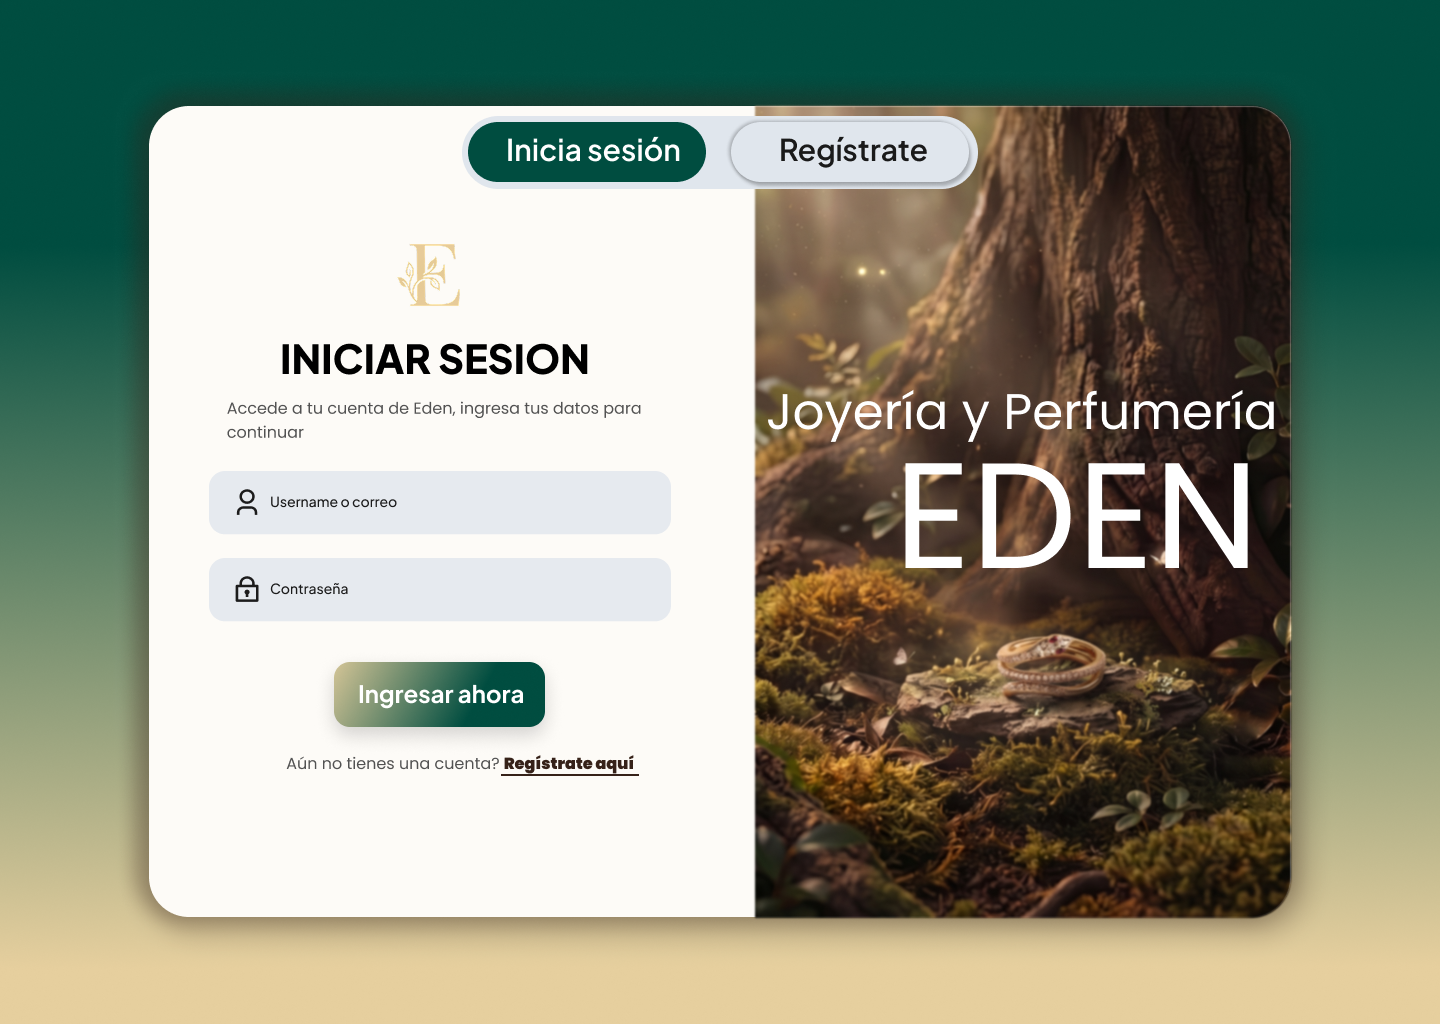 Inicia sesión
Regístrate
E
INICIAR SESION
Accede a tu cuenta de Eden, ingresa tus datos para
continuar
Username o correo
Contraseña
Ingresar ahora
Aún no tienes una cuenta? Regístrate aquí
Joyería y Perfumería
EDEN